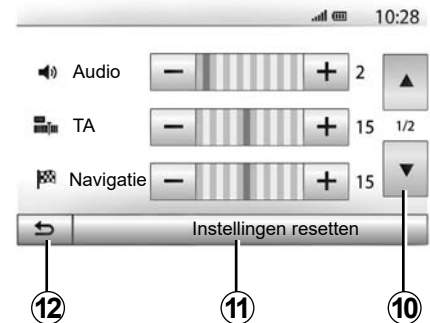 10:28
Audio − + 2
TA − + 15 1/2
Navigatie − + 15
Instellingen resetten
12 11 10